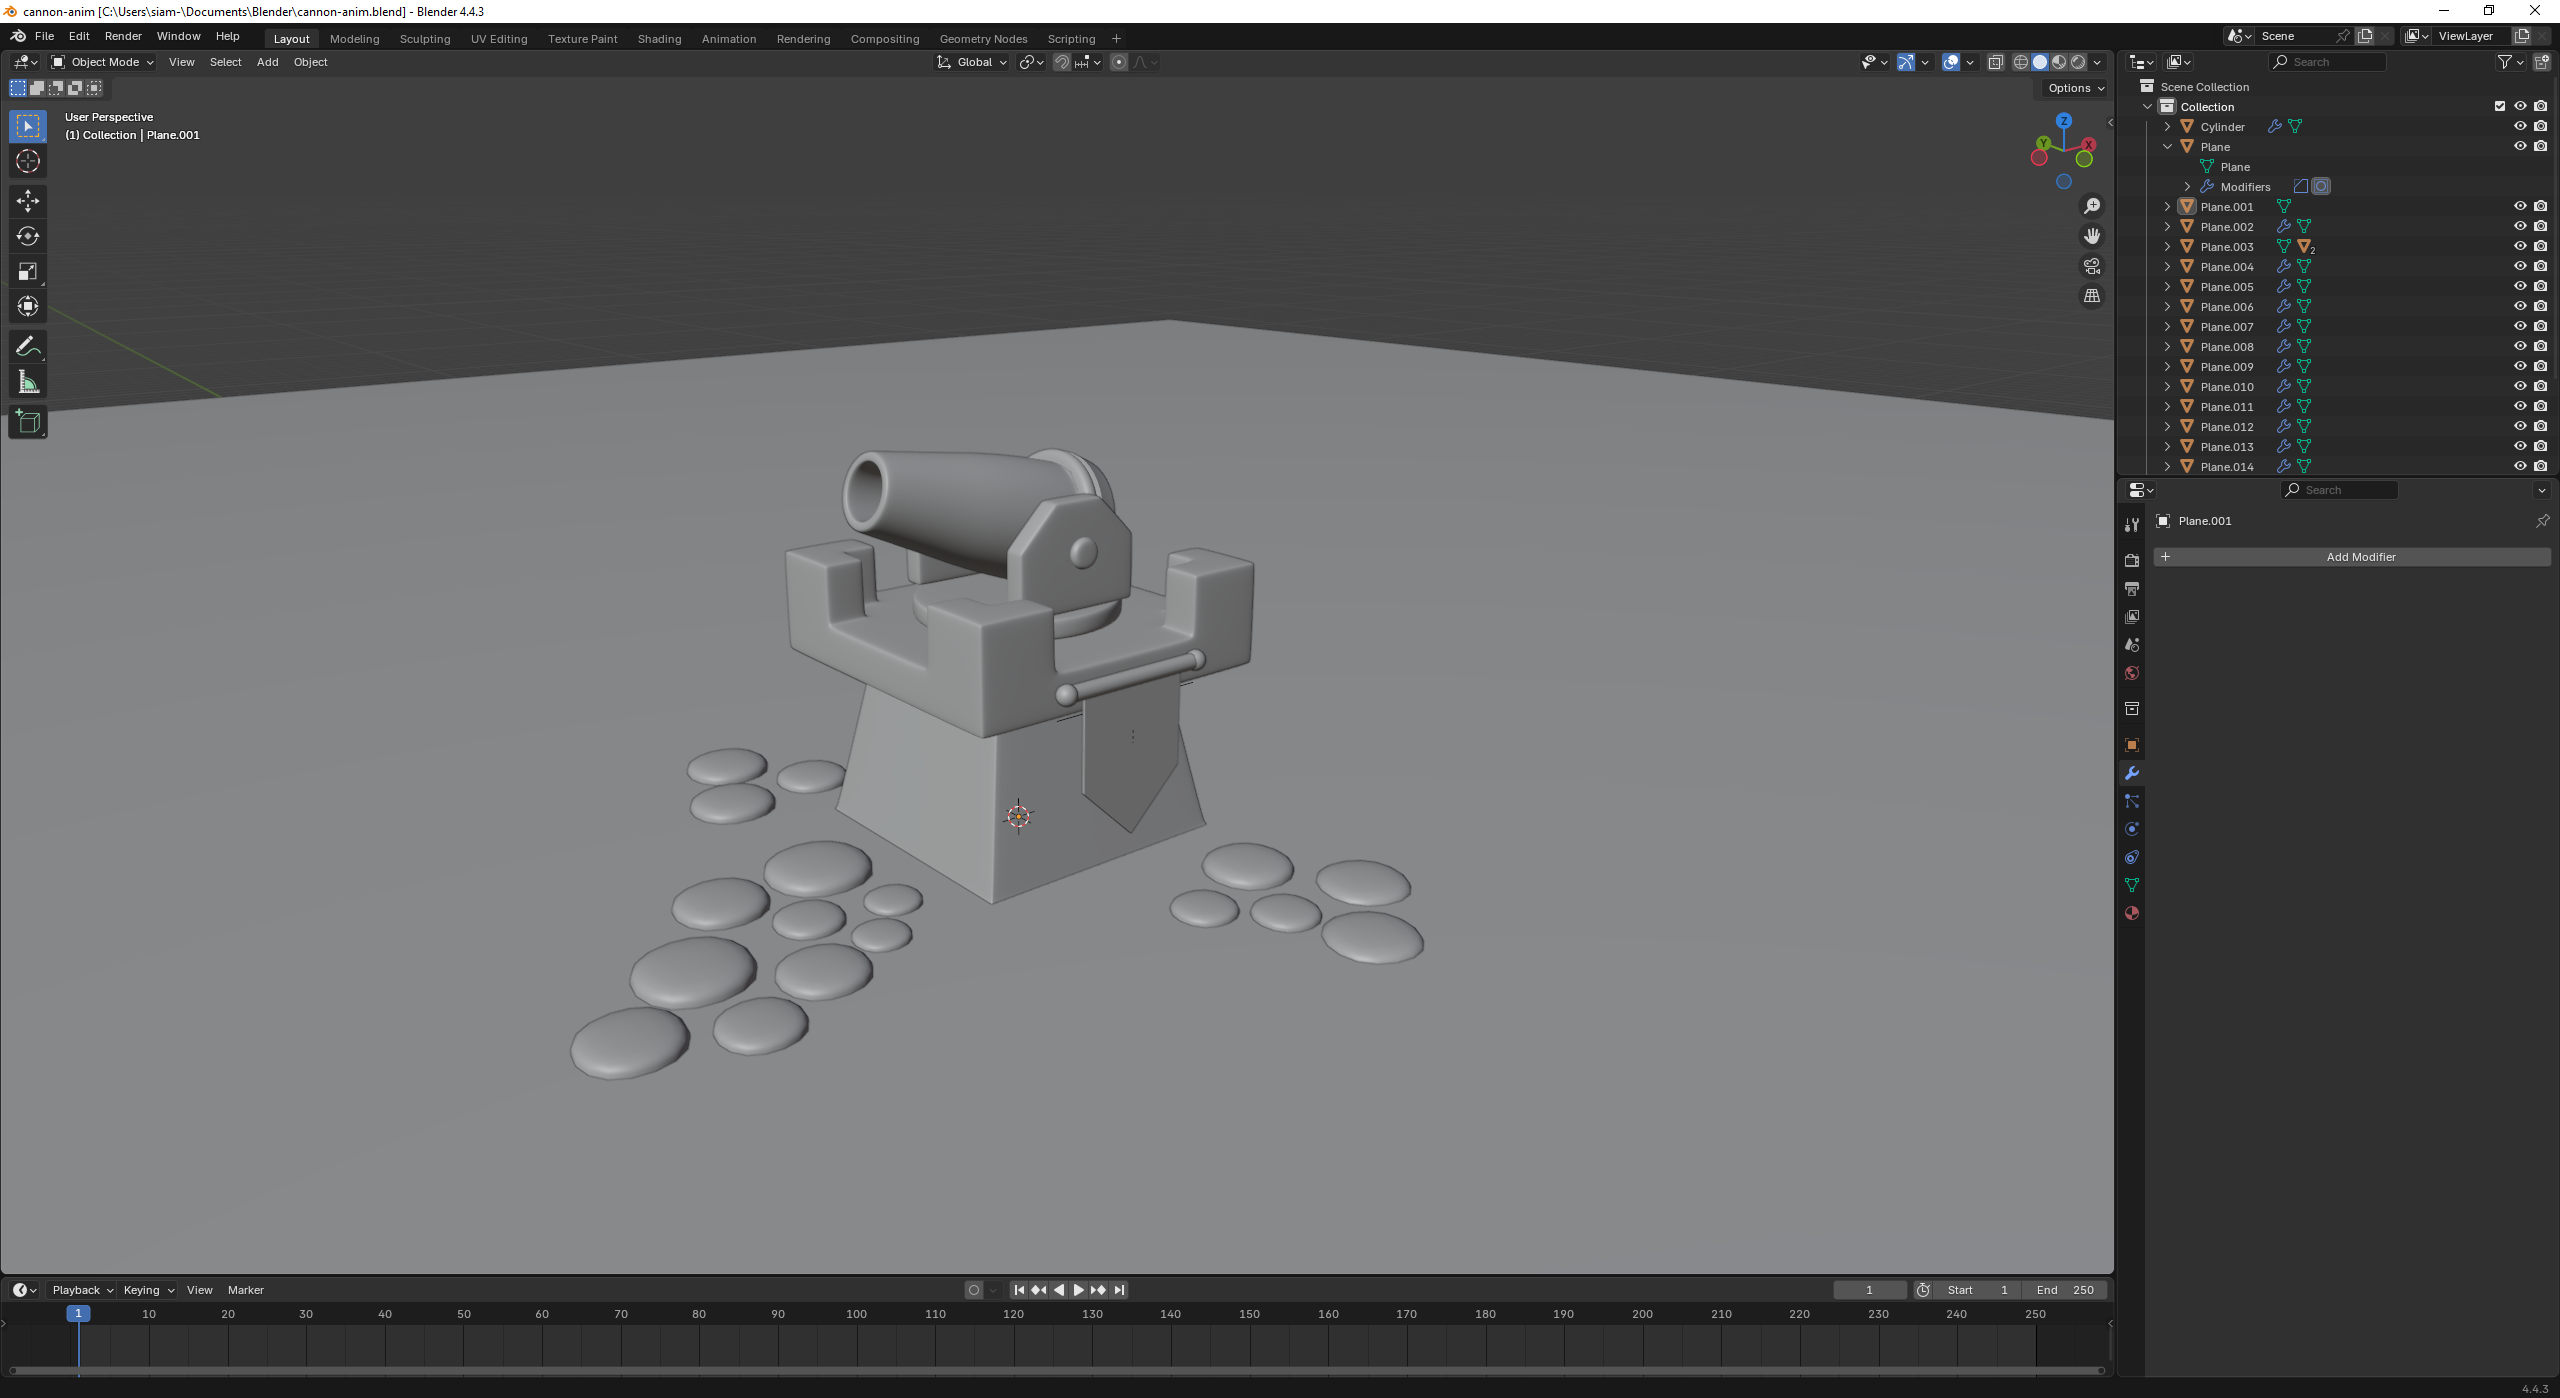 cannon-anim [C:\Users\siam-\Documents\Blender\cannon-anim.blend] - Blender 4.4.3
File Edit Render Window Help Layout Modeling Sculpting UV Editing Texture Paint Shading Animation Rendering Compositing Geometry Nodes Scripting + Scene ViewLayer
Object Mode View Select Add Object Global Search
Options
User Perspective
(1) Collection | Plane.001
Z
Y
X
Scene Collection
Collection
Cylinder
Plane
Plane
Modifiers
Plane.001
Plane.002
Plane.003 2
Plane.004
Plane.005
Plane.006
Plane.007
Plane.008
Plane.009
Plane.010
Plane.011
Plane.012
Plane.013
Plane.014
Search
Plane.001
+ Add Modifier
Playback Keying View Marker 1 Start 1 End 250
1 10 20 30 40 50 60 70 80 90 100 110 120 130 140 150 160 170 180 190 200 210 220 230 240 250
4.4.3